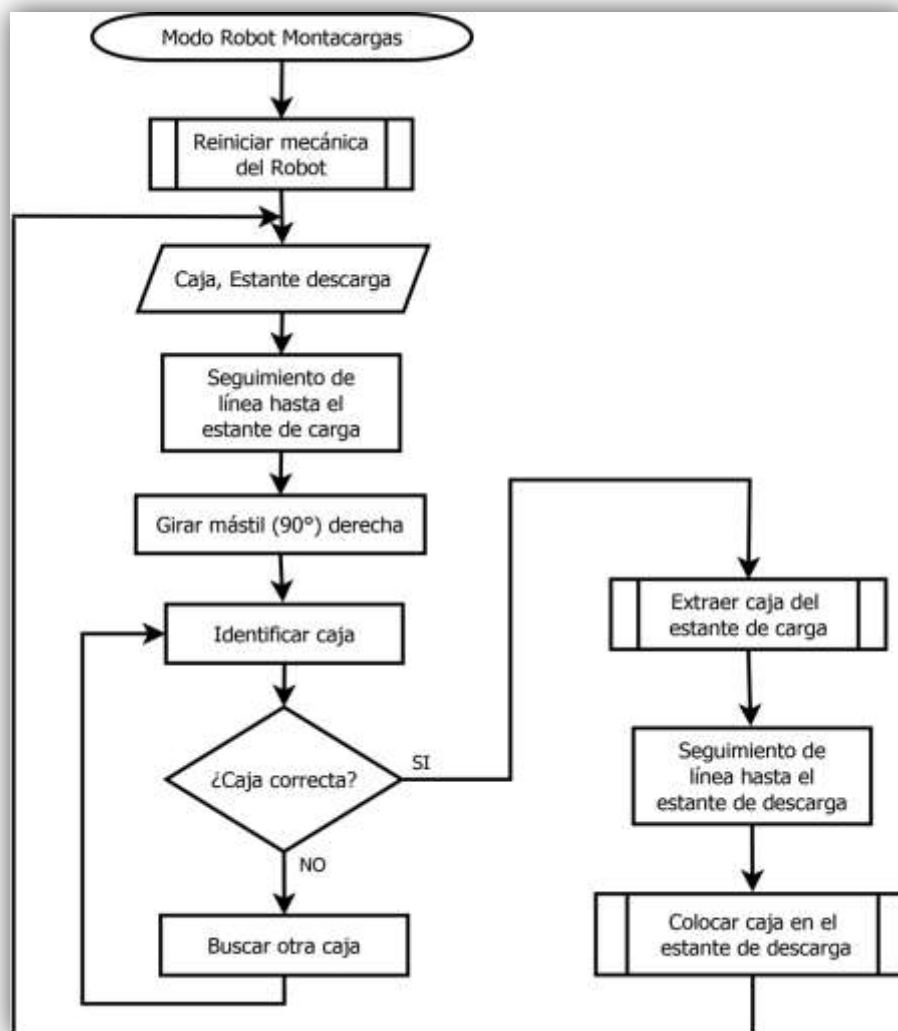 Modo Robot Montacargas
Reiniciar mecánica
del Robot
Caja, Estante descarga
Seguimiento de
línea hasta el
estante de carga
Girar mástil (90°) derecha
Identificar caja
¿Caja correcta?
SI
NO
Buscar otra caja
Extraer caja del
estante de carga
Seguimiento de
línea hasta el
estante de descarga
Colocar caja en el
estante de descarga